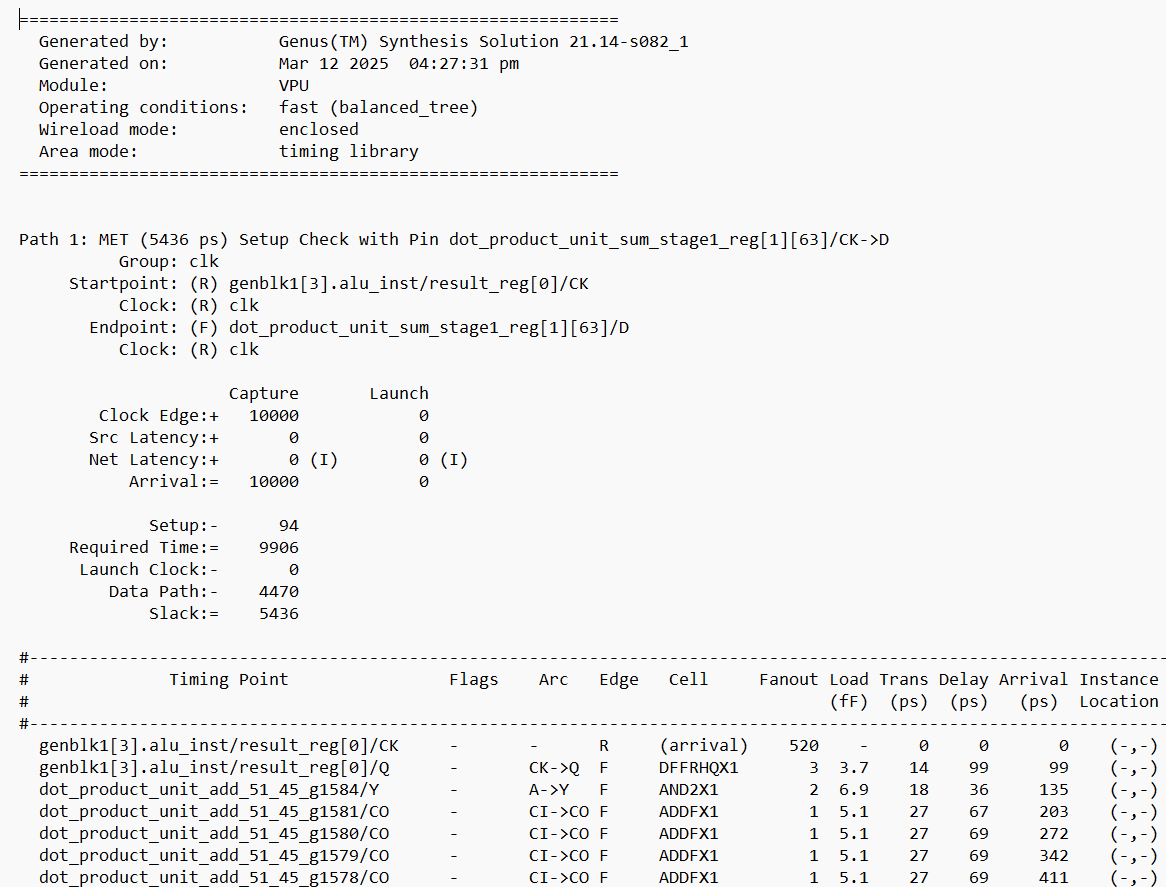 ============================================================
  Generated by:           Genus(TM) Synthesis Solution 21.14-s082_1
  Generated on:           Mar 12 2025  04:27:31 pm
  Module:                 VPU
  Operating conditions:   fast (balanced_tree)
  Wireload mode:          enclosed
  Area mode:              timing library
============================================================
Path 1: MET (5436 ps) Setup Check with Pin dot_product_unit_sum_stage1_reg[1][63]/CK->D
          Group: clk
     Startpoint: (R) genblk1[3].alu_inst/result_reg[0]/CK
          Clock: (R) clk
       Endpoint: (F) dot_product_unit_sum_stage1_reg[1][63]/D
          Clock: (R) clk
                     Capture       Launch
        Clock Edge:+   10000            0
       Src Latency:+       0            0
       Net Latency:+       0 (I)        0 (I)
           Arrival:=   10000            0
             Setup:-      94
     Required Time:=    9906
      Launch Clock:-       0
         Data Path:-    4470
             Slack:=    5436
#-------------------------------------------------------------------------------------------------------------------
#              Timing Point                Flags    Arc   Edge   Cell     Fanout Load Trans Delay Arrival Instance
#                                                                                (fF)  (ps)  (ps)   (ps)  Location
#-------------------------------------------------------------------------------------------------------------------
  genblk1[3].alu_inst/result_reg[0]/CK     -       -      R     (arrival)    520    -     0     0       0    (-,-)
  genblk1[3].alu_inst/result_reg[0]/Q      -       CK->Q  F     DFFRHQX1       3  3.7    14    99      99    (-,-)
  dot_product_unit_add_51_45_g1584/Y       -       A->Y   F     AND2X1         2  6.9    18    36     135    (-,-)
  dot_product_unit_add_51_45_g1581/CO      -       CI->CO F     ADDFX1         1  5.1    27    67     203    (-,-)
  dot_product_unit_add_51_45_g1580/CO      -       CI->CO F     ADDFX1         1  5.1    27    69     272    (-,-)
  dot_product_unit_add_51_45_g1579/CO      -       CI->CO F     ADDFX1         1  5.1    27    69     342    (-,-)
  dot_product_unit_add_51_45_g1578/CO      -       CI->CO F     ADDFX1         1  5.1    27    69     411    (-,-)